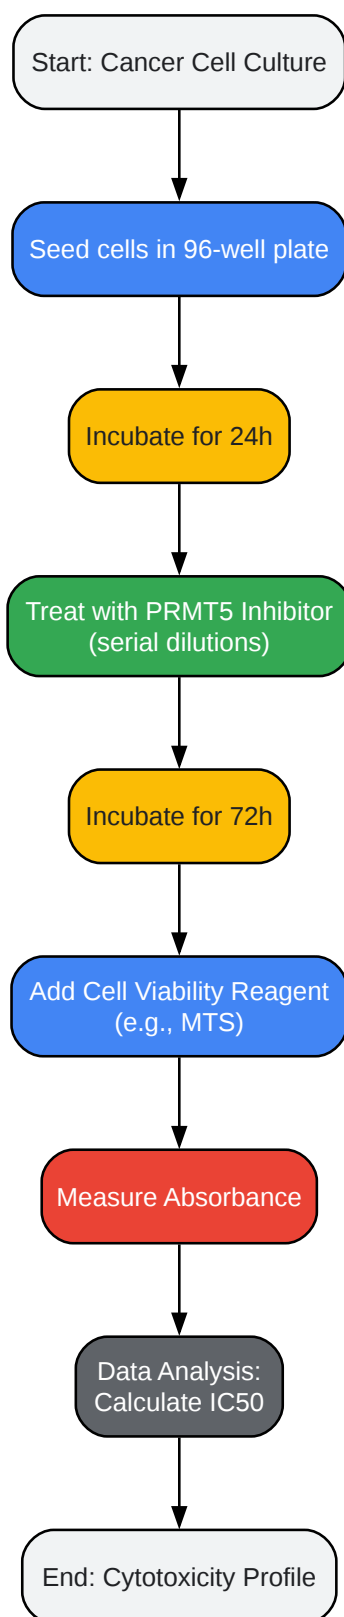 Start: Cancer Cell Culture
Seed cells in 96-well plate
Incubate for 24h
Treat with PRMT5 Inhibitor
(serial dilutions)
Incubate for 72h
Add Cell Viability Reagent
(e.g., MTS)
Measure Absorbance
Data Analysis:
Calculate IC50
End: Cytotoxicity Profile